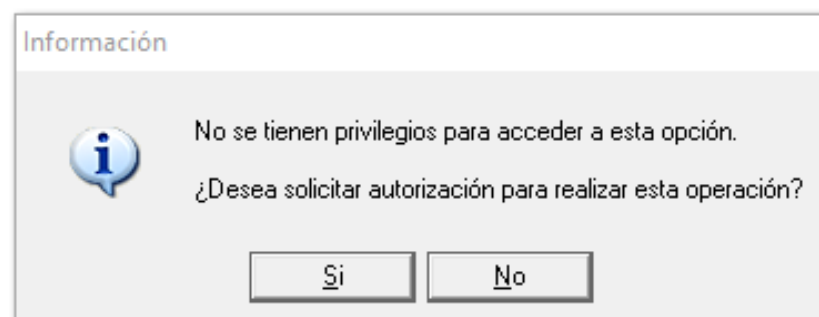 Información
No se tienen privilegios para acceder a esta opción.
¿Desea solicitar autorización para realizar esta operación?
Si
No